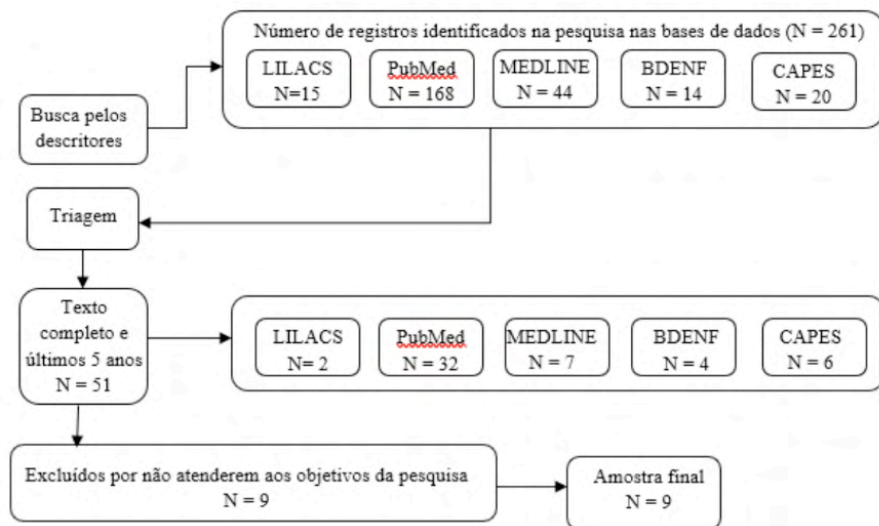 Número de registros identificados na pesquisa nas bases de dados (N = 261)
LILACS
N=15
PubMed
N = 168
MEDLINE
N = 44
BDENF
N = 14
CAPES
N = 20
Busca pelos
descritores
Triagem
Texto
completo e
últimos 5 anos
N = 51
LILACS
N= 2
PubMed
N = 32
MEDLINE
N = 7
BDENF
N = 4
CAPES
N = 6
Excluídos por não atenderem aos objetivos da pesquisa
N = 9
Amostra final
N = 9